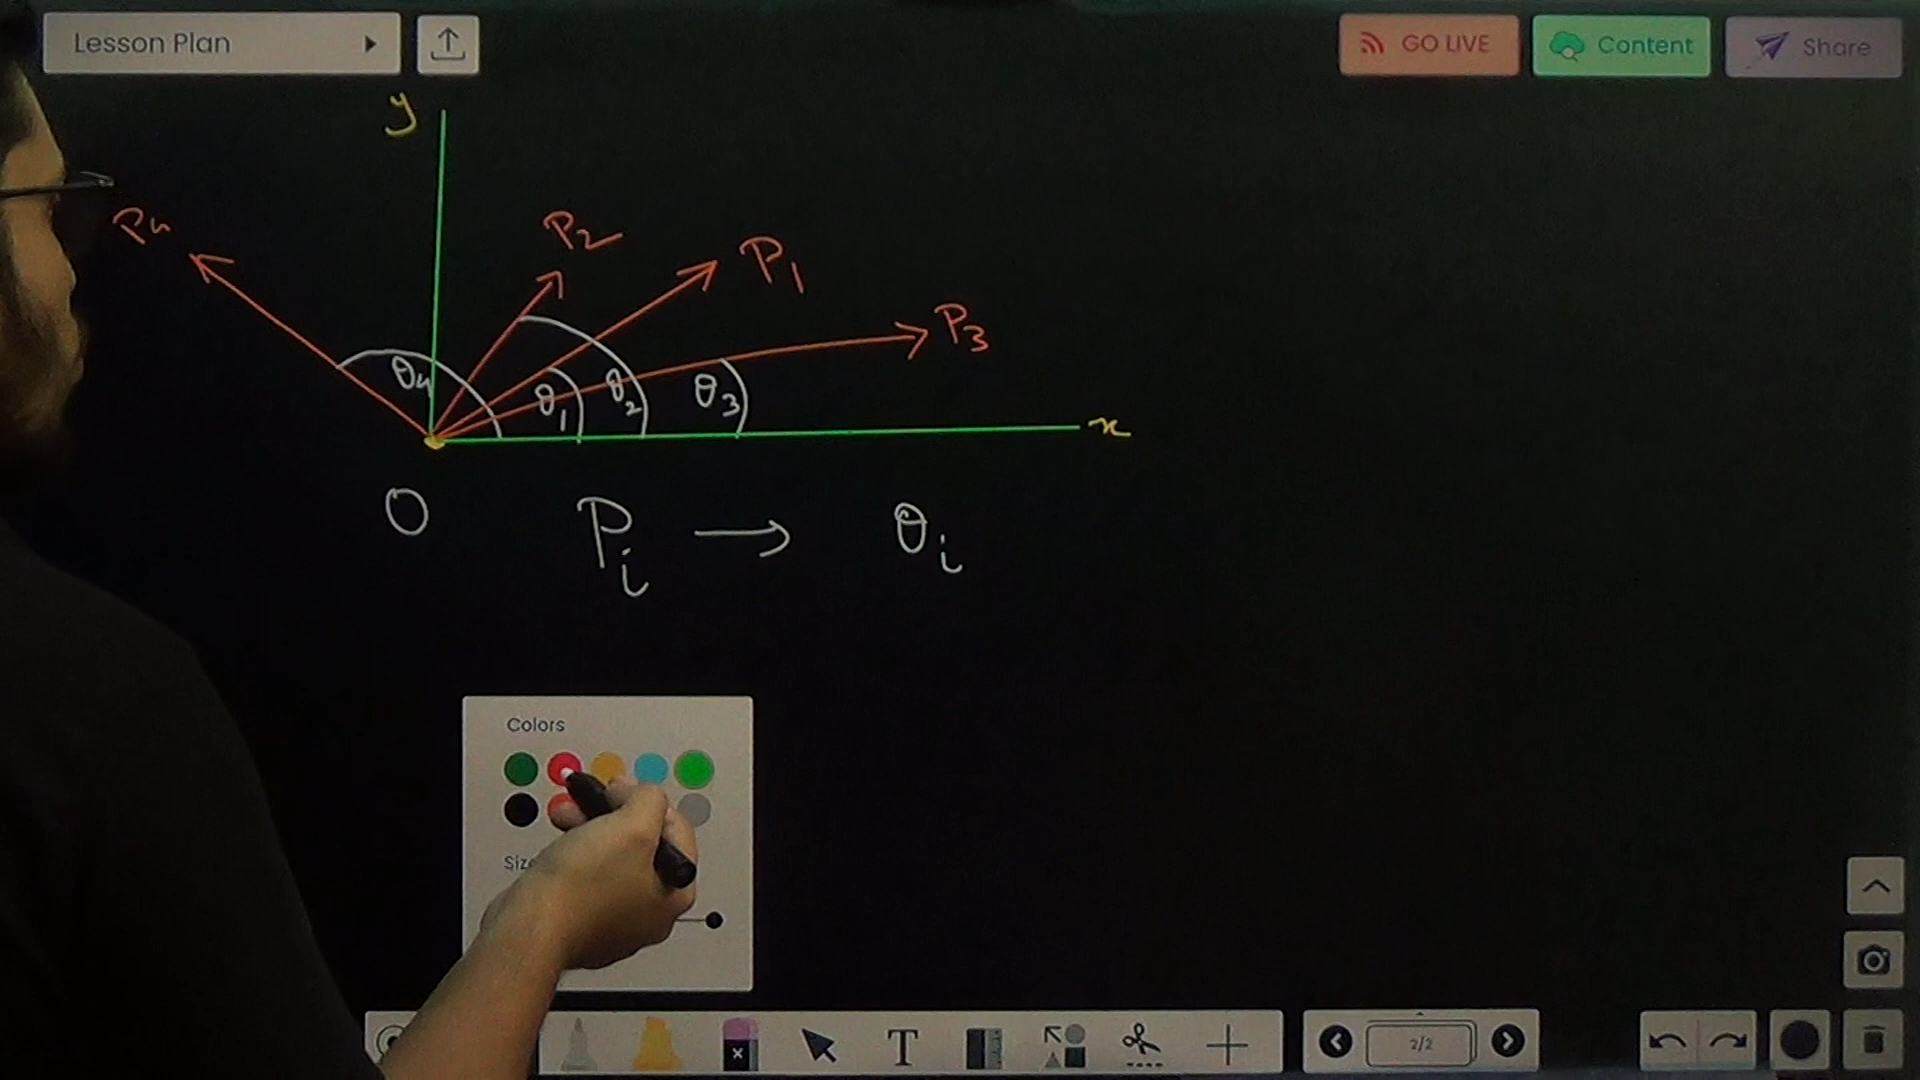 Lesson Plan
GO LIVE
Content
Share
y
P4
P2
P1
P3
θ4
θ1
θ2
θ3
x
O
Pi → θi
Colors
T
2/2